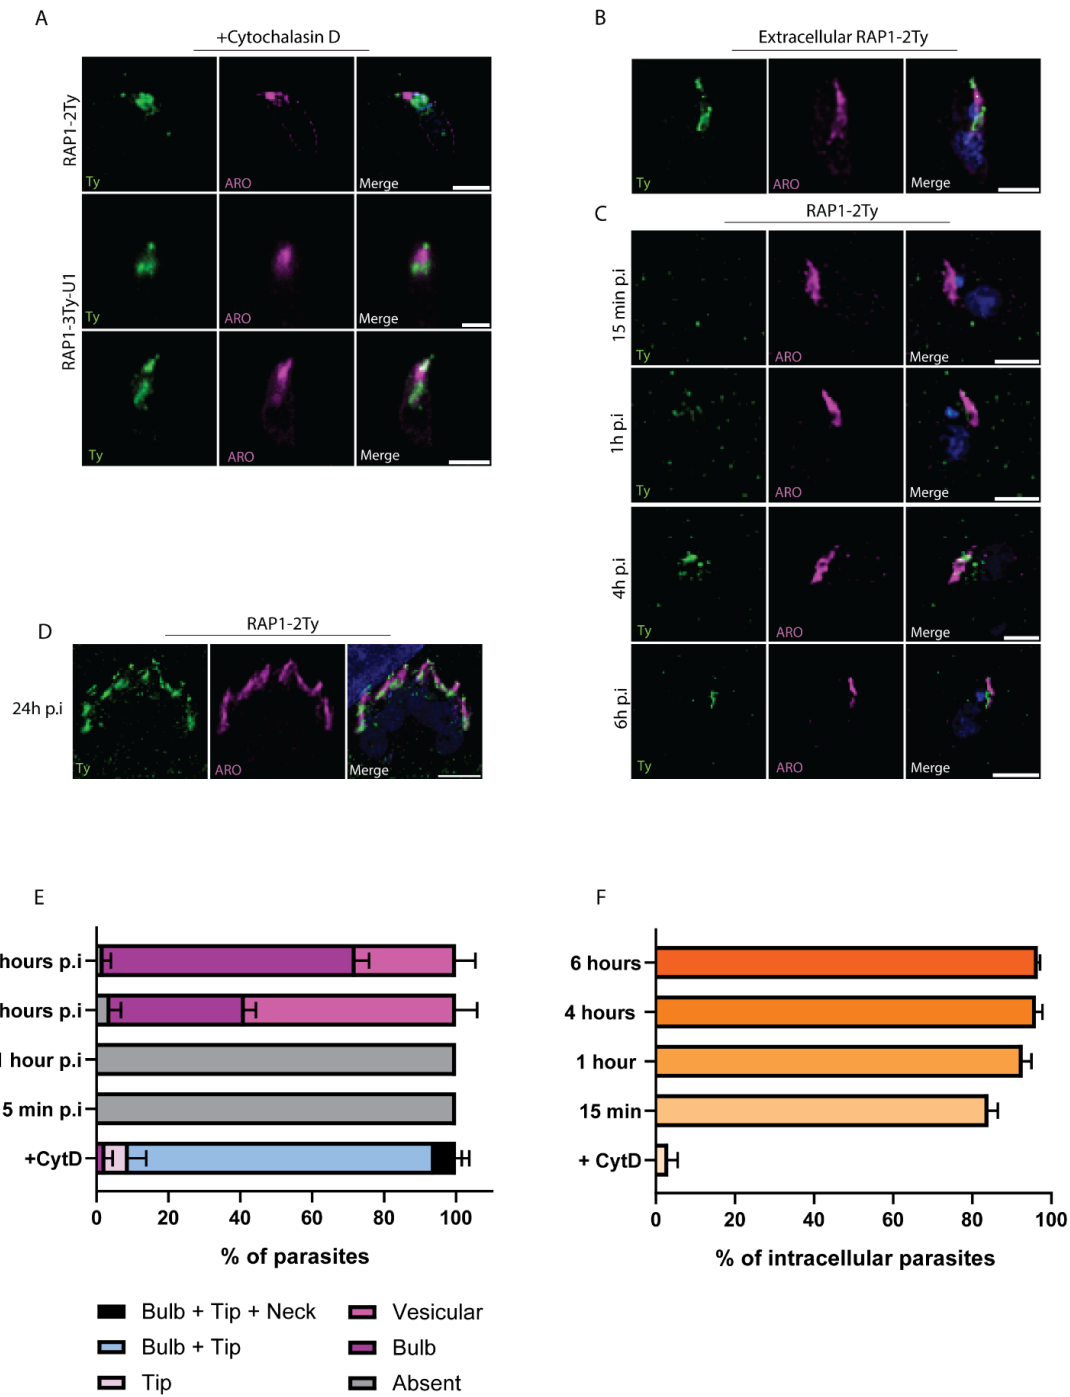 A
+Cytochalasin D
RAP1-2Ty
Ty
ARO
Merge
RAP1-3Ty-U1
Ty
ARO
Merge
Ty
ARO
Merge
B
Extracellular RAP1-2Ty
Ty
ARO
Merge
C
RAP1-2Ty
15 min p.i
Ty
ARO
Merge
1h p.i
Ty
ARO
Merge
4h p.i
Ty
ARO
Merge
6h p.i
Ty
ARO
Merge
D
RAP1-2Ty
24h p.i
Ty
ARO
Merge
E
hours p.i
hours p.i
1 hour p.i
5 min p.i
+CytD
0 20 40 60 80 100
% of parasites
Bulb + Tip + Neck
Vesicular
Bulb + Tip
Bulb
Tip
Absent
F
6 hours
4 hours
1 hour
15 min
+ CytD
0 20 40 60 80 100
% of intracellular parasites